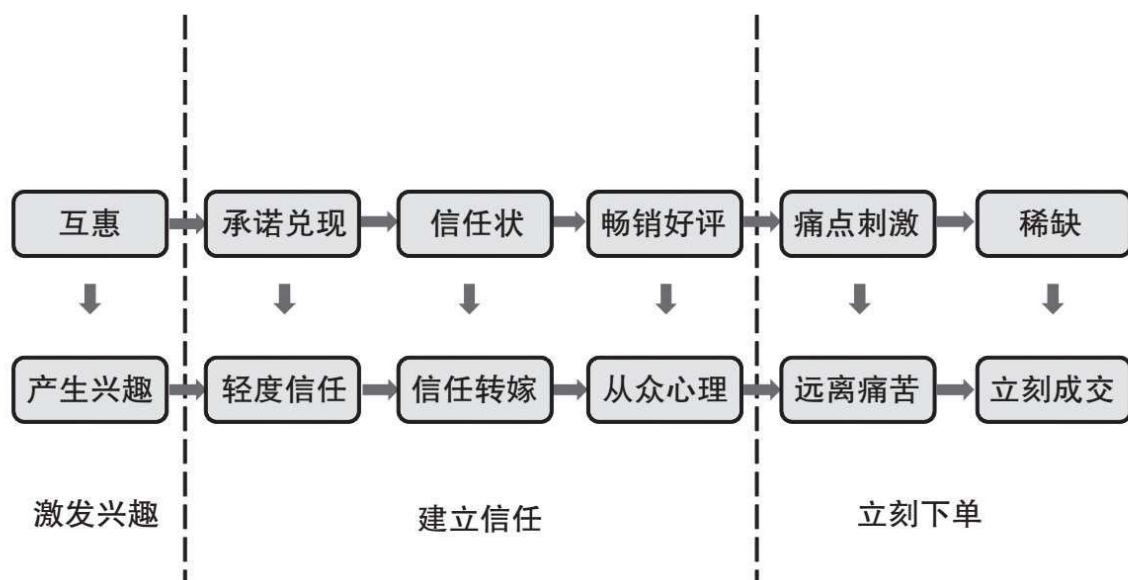 互惠
承诺兑现
信任状
畅销好评
痛点刺激
稀缺
产生兴趣
轻度信任
信任转嫁
从众心理
远离痛苦
立刻成交
激发兴趣
建立信任
立刻下单